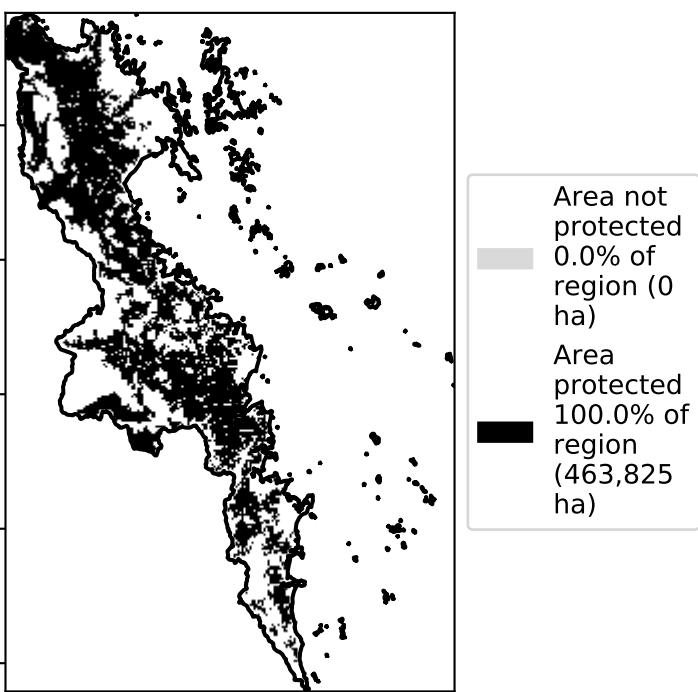 Area not
protected
0.0% of
region (0
ha)
Area
protected
100.0% of
region
(463,825
ha)